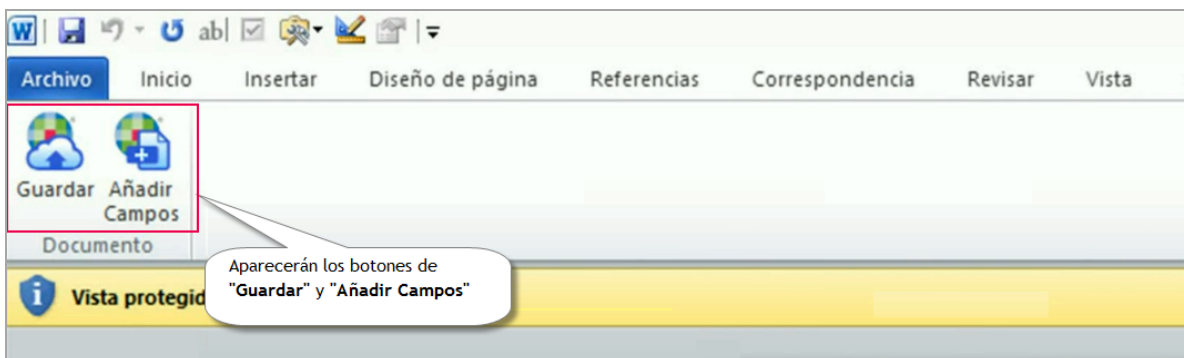 W ab
Archivo Inicio Insertar Diseño de página Referencias Correspondencia Revisar Vista
Guardar Añadir
Campos
Documento
Aparecerán los botones de
"Guardar" y "Añadir Campos"
Vista protegid